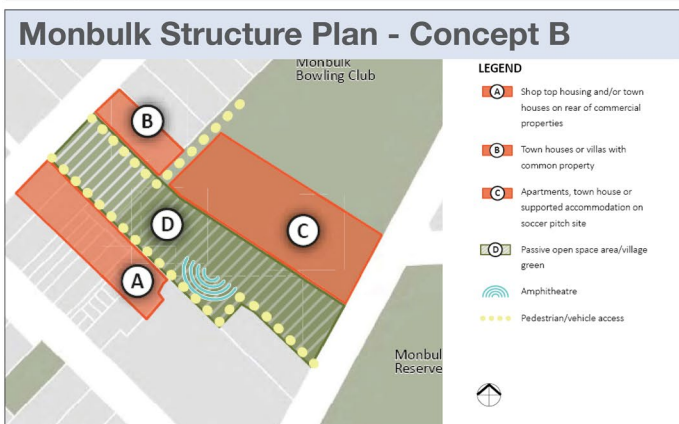 Monbulk Structure Plan - Concept B
Monbulk
Bowling Club
B
D
C
A
Monbul
Reserve
LEGEND
A Shop top housing and/or town
houses on rear of commercial
properties
B Town houses or villas with
common property
C Apartments, town house or
supported accommodation on
soccer pitch site
D Passive open space area/village
green
Amphitheatre
Pedestrian/vehicle access